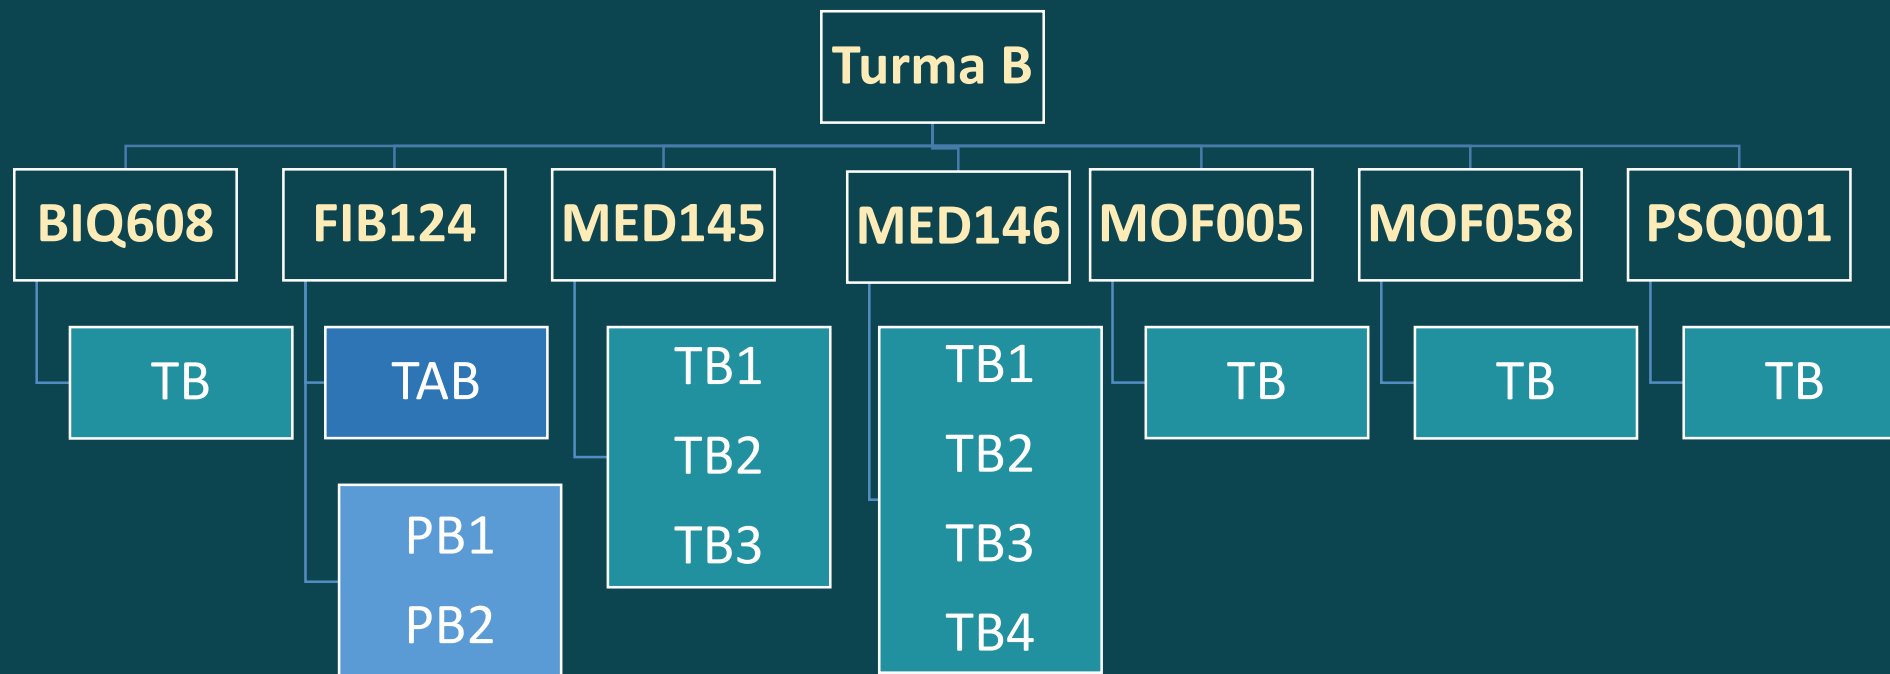 Turma B
BIQ608
FIB124
MED145
MED146
MOF005
MOF058
PSQ001
TB
TAB
PB1
PB2
TB1
TB2
TB3
TB1
TB2
TB3
TB4
TB
TB
TB